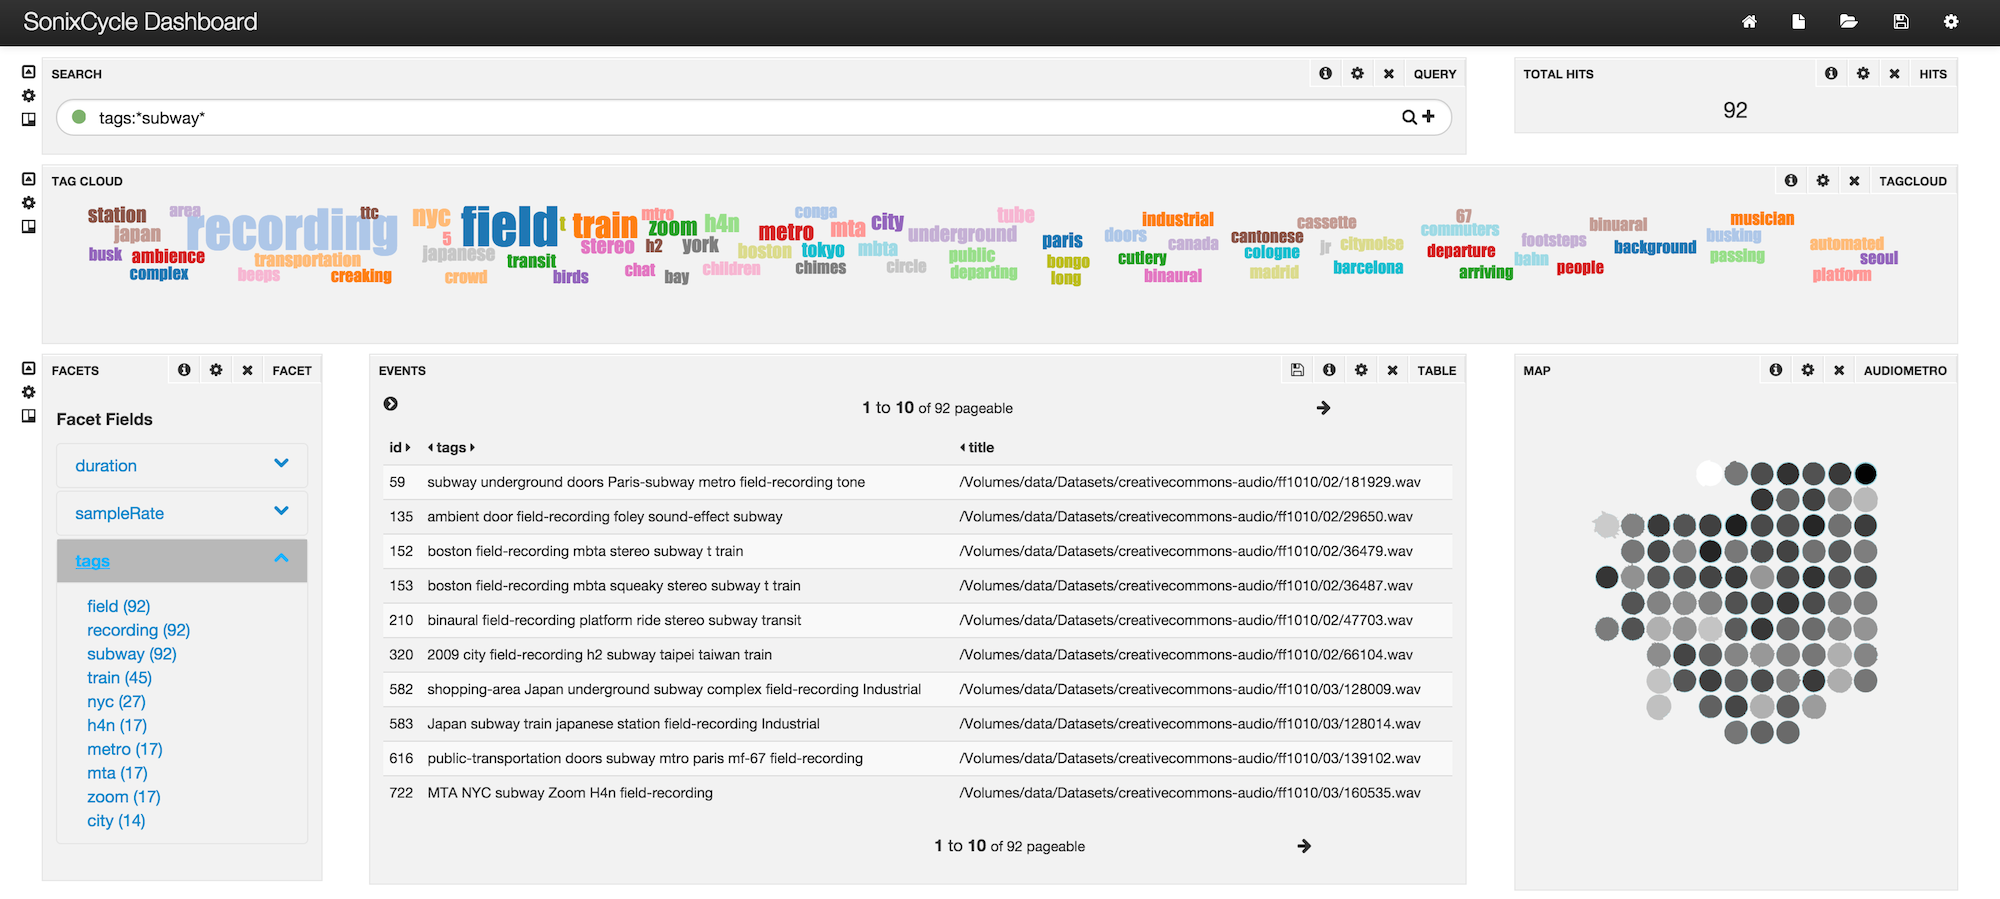 SonixCycle Dashboard
SEARCH
QUERY
tags:*subway*
TOTAL HITS
HITS
92
TAG CLOUD
TAGCLOUD
station area recording ttc nyc field t train mtro zoom h4n metro conga mta city tube industrial cassette 67 binuaral musician
japan 5 japanese stereo h2 york boston tokyo mbta underground paris doors canada cantonese cologne jr citynoise commuters departure footsteps bahn background busking passing automated seoul
busk ambience transportation transit public bongo cutlery
complex beeps creaking crowd birds chat bay children chimes circle departing long binaural madrid barcelona arriving people platform
FACETS
FACET
Facet Fields
duration
sampleRate
tags
field (92)
recording (92)
subway (92)
train (45)
nyc (27)
h4n (17)
metro (17)
mta (17)
zoom (17)
city (14)
EVENTS
TABLE
1 to 10 of 92 pageable
id tags title
59 subway underground doors Paris-subway metro field-recording tone /Volumes/data/Datasets/creativecommons-audio/ff1010/02/181929.wav
135 ambient door field-recording foley sound-effect subway /Volumes/data/Datasets/creativecommons-audio/ff1010/02/29650.wav
152 boston field-recording mbta stereo subway t train /Volumes/data/Datasets/creativecommons-audio/ff1010/02/36479.wav
153 boston field-recording mbta squeaky stereo subway t train /Volumes/data/Datasets/creativecommons-audio/ff1010/02/36487.wav
210 binaural field-recording platform ride stereo subway transit /Volumes/data/Datasets/creativecommons-audio/ff1010/02/47703.wav
320 2009 city field-recording h2 subway taipei taiwan train /Volumes/data/Datasets/creativecommons-audio/ff1010/02/66104.wav
582 shopping-area Japan underground subway complex field-recording Industrial /Volumes/data/Datasets/creativecommons-audio/ff1010/03/128009.wav
583 Japan subway train japanese station field-recording Industrial /Volumes/data/Datasets/creativecommons-audio/ff1010/03/128014.wav
616 public-transportation doors subway mtro paris mf-67 field-recording /Volumes/data/Datasets/creativecommons-audio/ff1010/03/139102.wav
722 MTA NYC subway Zoom H4n field-recording /Volumes/data/Datasets/creativecommons-audio/ff1010/03/160535.wav
1 to 10 of 92 pageable
MAP
AUDIOMETRO